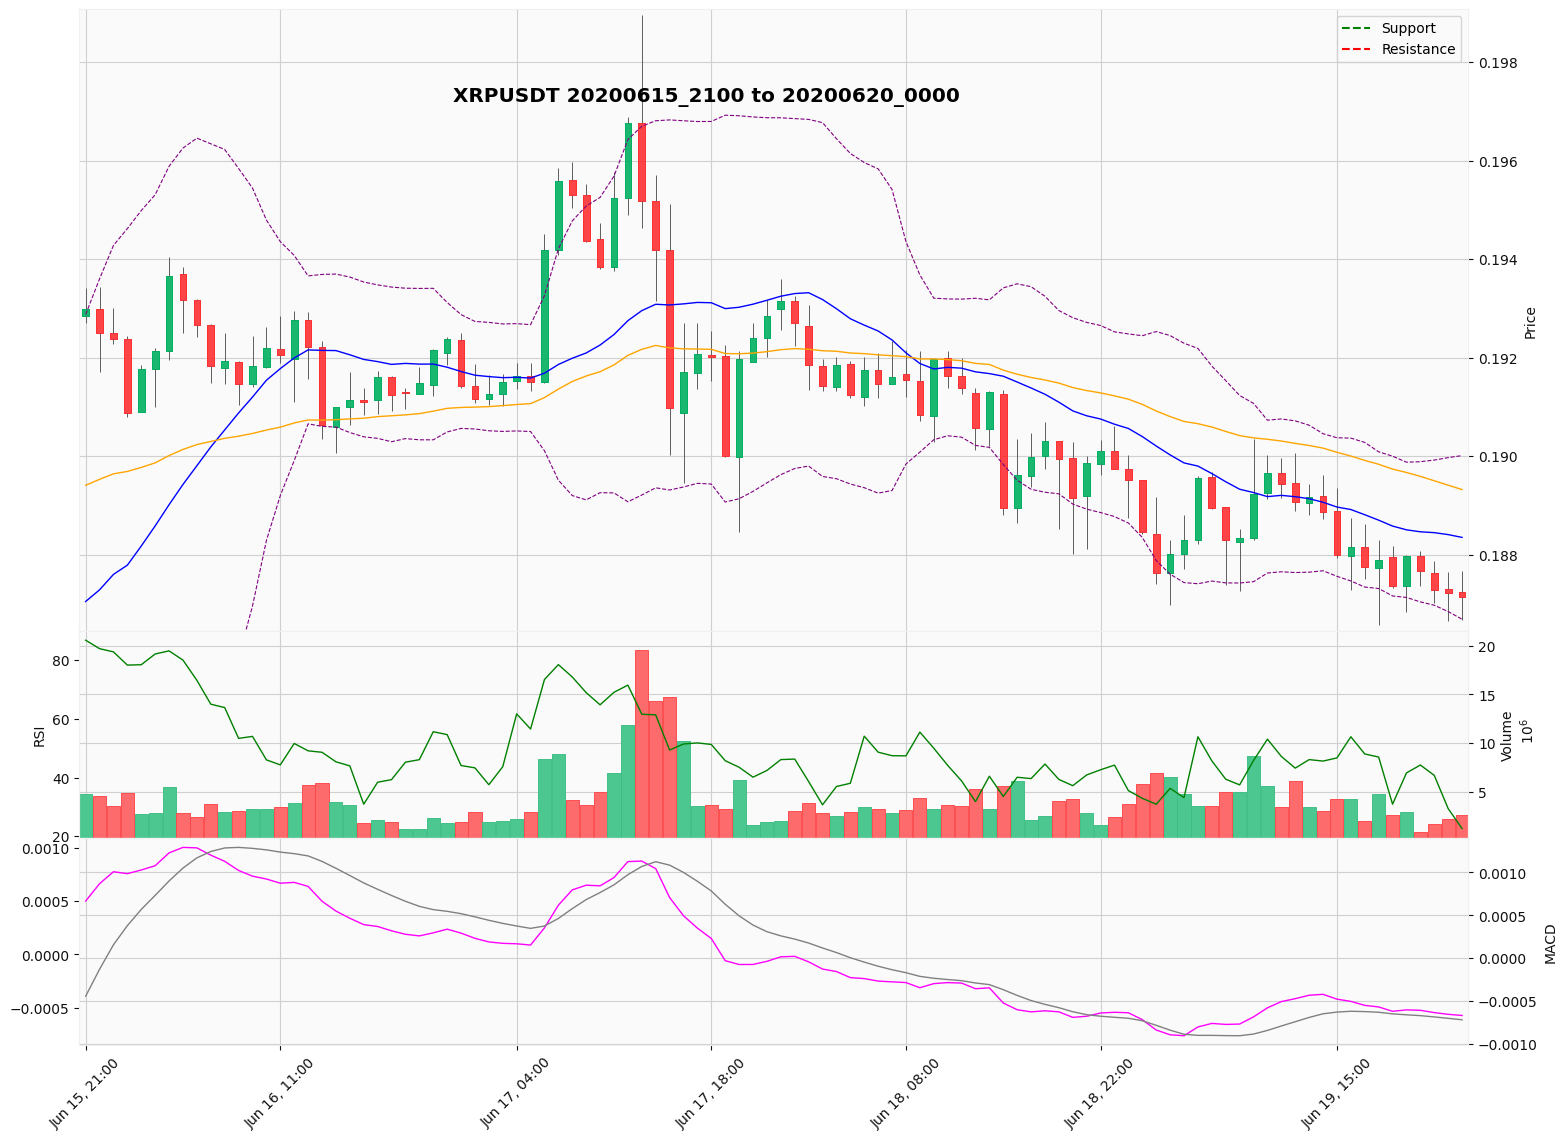 XRPUSDT 20200615_2100 to 20200620_0000
Support
Resistance
0.198
0.196
0.194
0.192
0.190
0.188
Price
80
60
40
20
RSI
20
15
10
5
Volume
10^6
0.0010
0.0005
0.0000
−0.0005
0.0010
0.0005
0.0000
−0.0005
−0.0010
MACD
Jun 15, 21:00
Jun 16, 11:00
Jun 17, 04:00
Jun 17, 18:00
Jun 18, 08:00
Jun 18, 22:00
Jun 19, 15:00